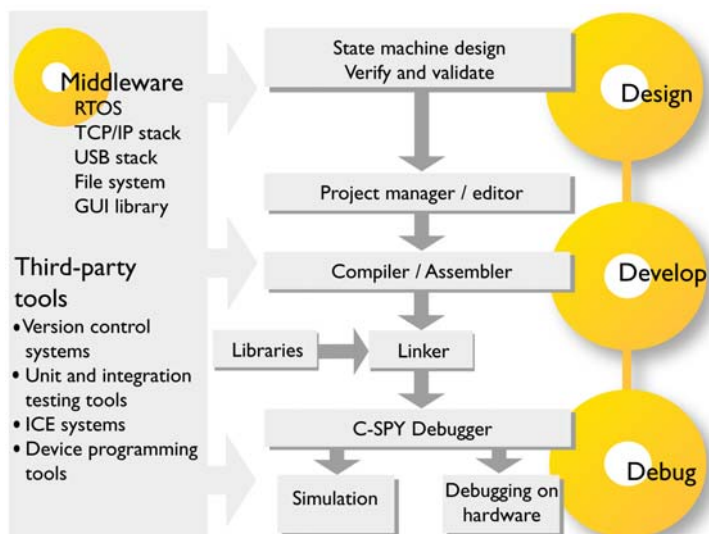 Middleware
RTOS
TCP/IP stack
USB stack
File system
GUI library
Third-party
tools
• Version control
systems
• Unit and integration
testing tools
• ICE systems
• Device programming
tools
State machine design
Verify and validate
Project manager / editor
Compiler / Assembler
Libraries
Linker
C-SPY Debugger
Simulation
Debugging on
hardware
Design
Develop
Debug